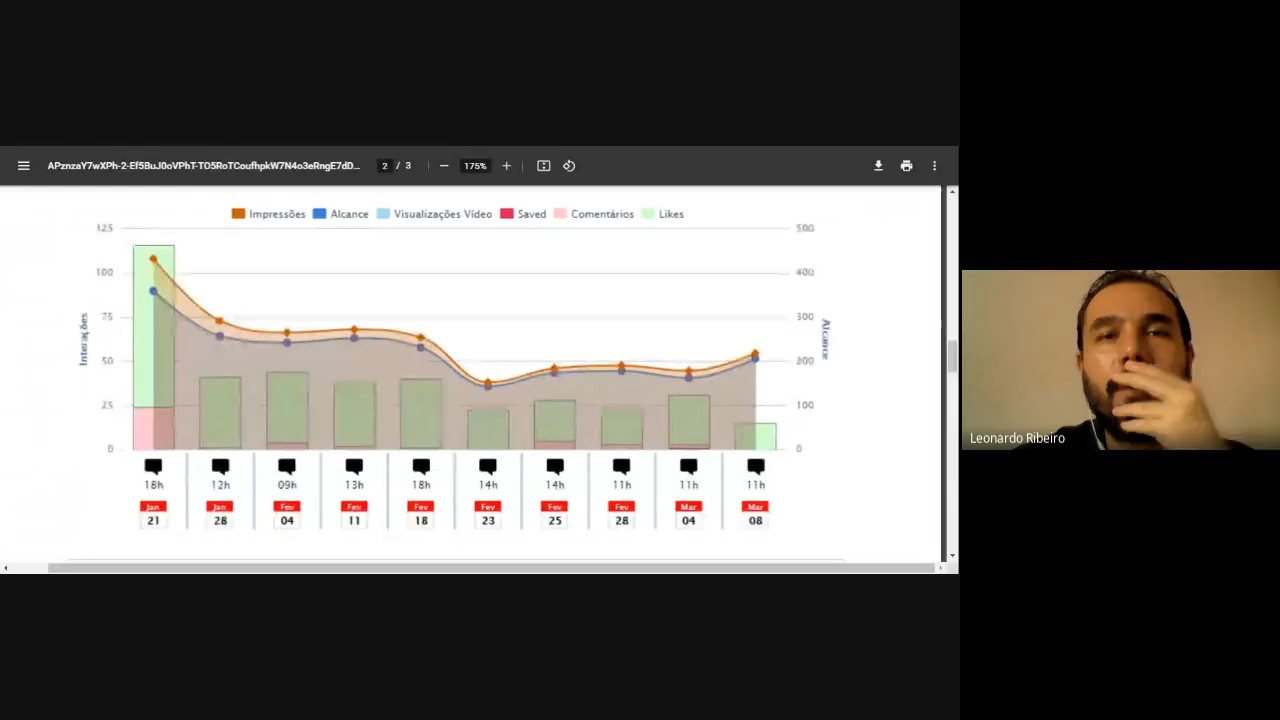 APznzaY7wXPh-2-Ef5BuJ0oVPhT-TO5RoTCoufhpkW7N4o3eRngE7dD... 2 / 3 175%
Impressões Alcance Visualizações Vídeo Saved Comentários Likes
125 500
100 400
75 300
50 200
25 100
0 0
Interações
Alcance
18h 12h 09h 13h 18h 14h 14h 11h 11h 11h
Jan Jan Fev Fev Fev Fev Fev Fev Mar Mar
21 28 04 11 18 23 25 28 04 08
Leonardo Ribeiro